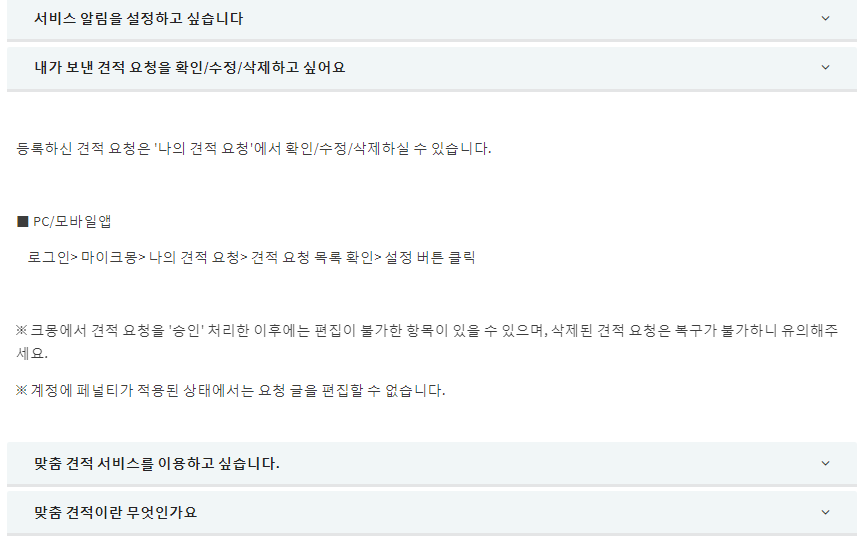 서비스 알림을 설정하고 싶습니다
내가 보낸 견적 요청을 확인/수정/삭제하고 싶어요
등록하신 견적 요청은 '나의 견적 요청'에서 확인/수정/삭제하실 수 있습니다.
■ PC/모바일앱
로그인> 마이크몽> 나의 견적 요청> 견적 요청 목록 확인> 설정 버튼 클릭
※ 크몽에서 견적 요청을 '승인' 처리한 이후에는 편집이 불가한 항목이 있을 수 있으며, 삭제된 견적 요청은 복구가 불가하니 유의해주
세요.
※ 계정에 페널티가 적용된 상태에서는 요청 글을 편집할 수 없습니다.
맞춤 견적 서비스를 이용하고 싶습니다.
맞춤 견적이란 무엇인가요